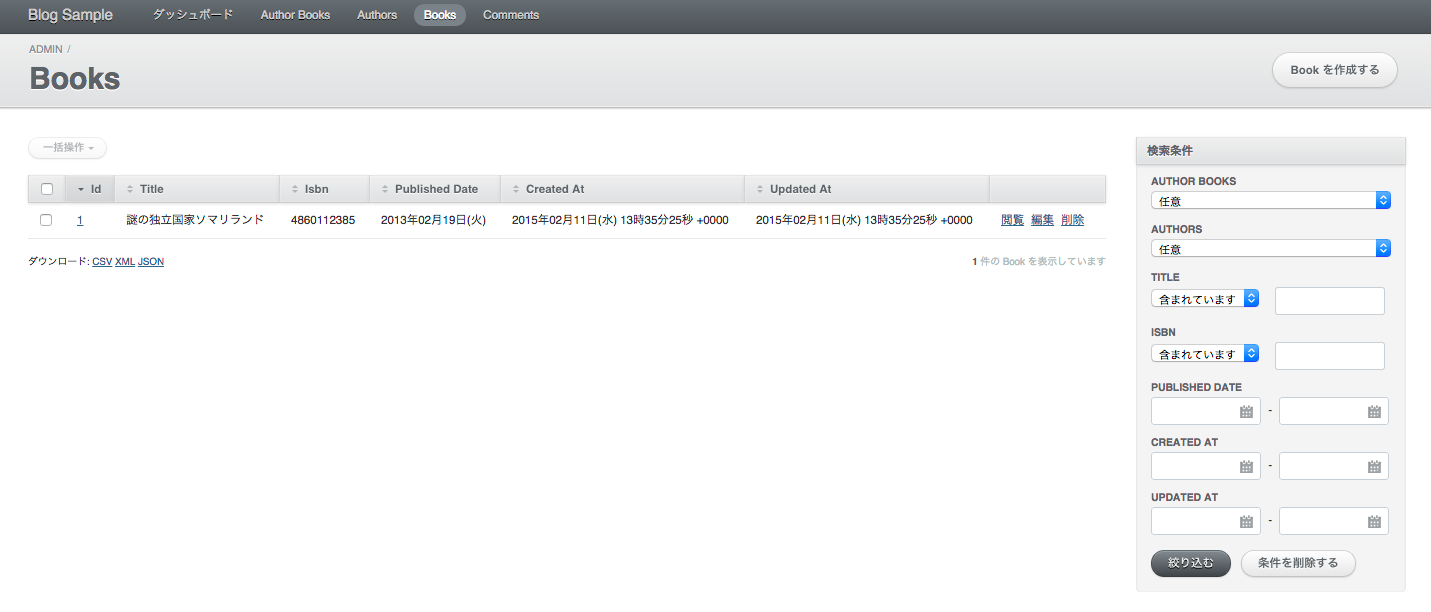 Blog Sample ダッシュボード Author Books Authors Books Comments
ADMIN /
Books
Book を作成する
一括操作
Id Title Isbn Published Date Created At Updated At
1 謎の独立国家ソマリランド 4860112385 2013年02月19日(火) 2015年02月11日(水) 13時35分25秒 +0000 2015年02月11日(水) 13時35分25秒 +0000 閲覧 編集 削除
ダウンロード: CSV XML JSON
1 件の Book を表示しています
検索条件
AUTHOR BOOKS
任意
AUTHORS
任意
TITLE
含まれています
ISBN
含まれています
PUBLISHED DATE
-
CREATED AT
-
UPDATED AT
-
絞り込む 条件を削除する